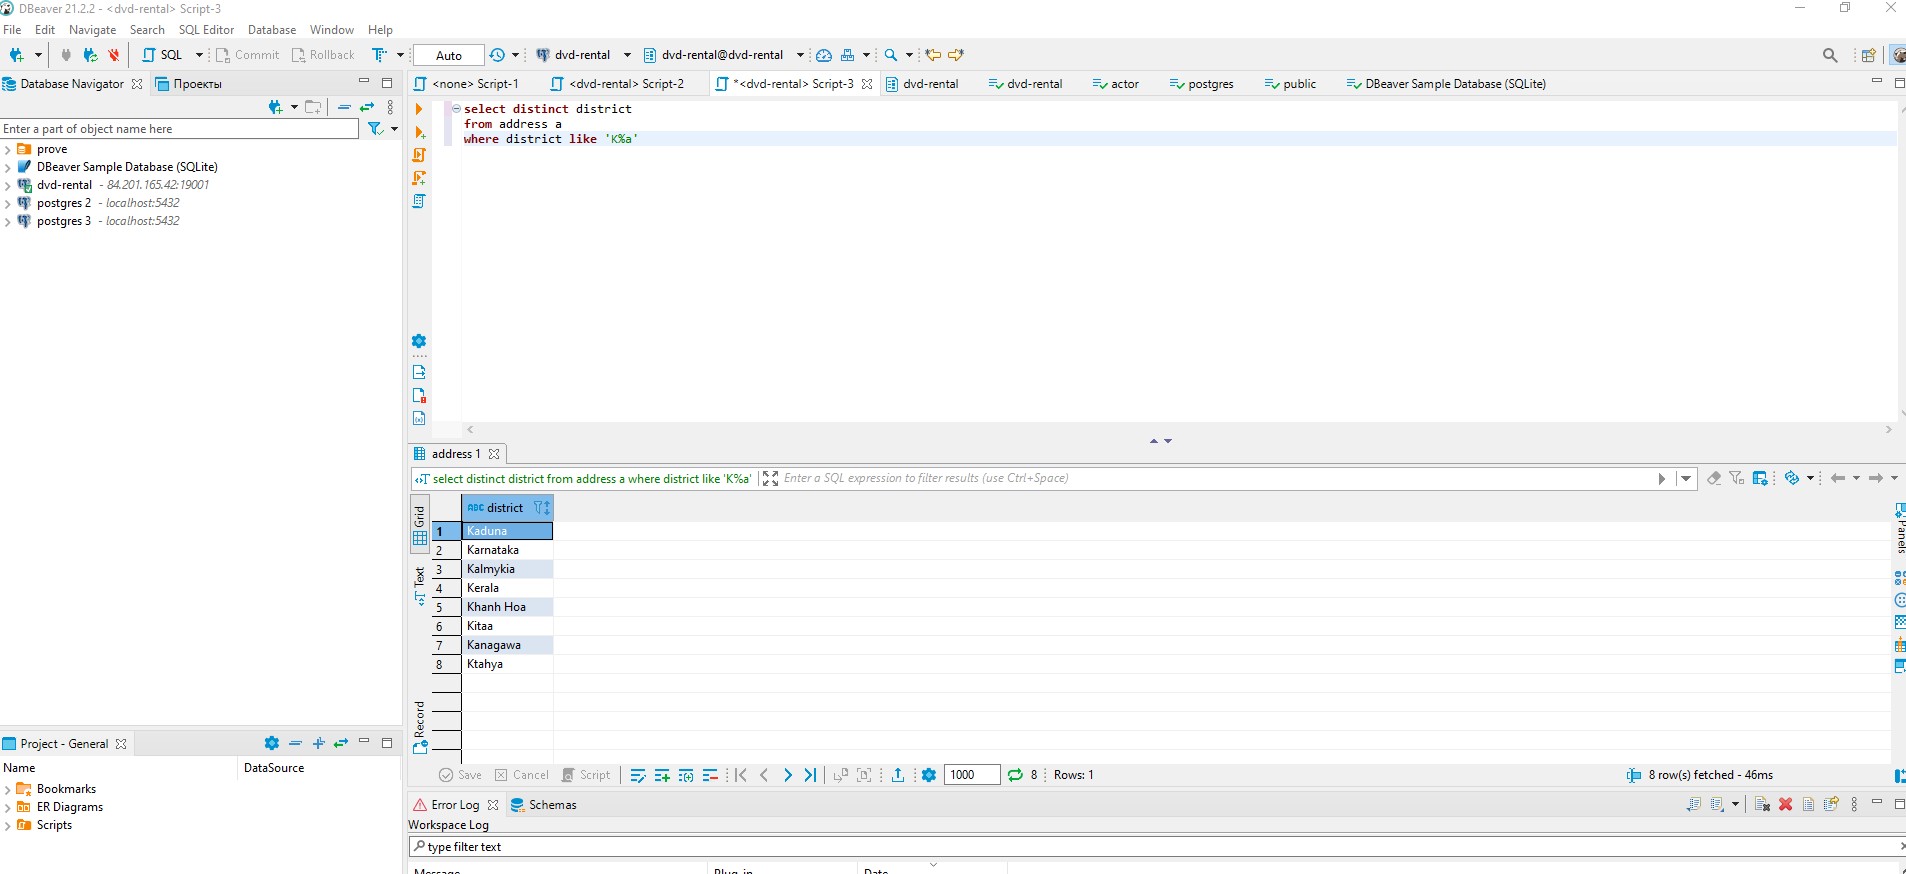 DBeaver 21.2.2 - <dvd-rental> Script-3
File Edit Navigate Search SQL Editor Database Window Help
SQL Commit Rollback Auto dvd-rental dvd-rental@dvd-rental
Database Navigator Проекты
<none> Script-1 <dvd-rental> Script-2 *<dvd-rental> Script-3 dvd-rental dvd-rental actor postgres public DBeaver Sample Database (SQLite)
Enter a part of object name here
prove
DBeaver Sample Database (SQLite)
dvd-rental - 84.201.165.42:19001
postgres 2 - localhost:5432
postgres 3 - localhost:5432
select distinct district
from address a
where district like 'K%a'
address 1
select distinct district from address a where district like 'K%a' Enter a SQL expression to filter results (use Ctrl+Space)
Grid
Text
Record
Panels
ABC district
1 Kaduna
2 Karnataka
3 Kalmykia
4 Kerala
5 Khanh Hoa
6 Kitaa
7 Kanagawa
8 Ktahya
Save Cancel Script 1000 8 Rows: 1 8 row(s) fetched - 46ms
Project - General
Name DataSource
Bookmarks
ER Diagrams
Scripts
Error Log Schemas
Workspace Log
type filter text
Message Plug-in Date